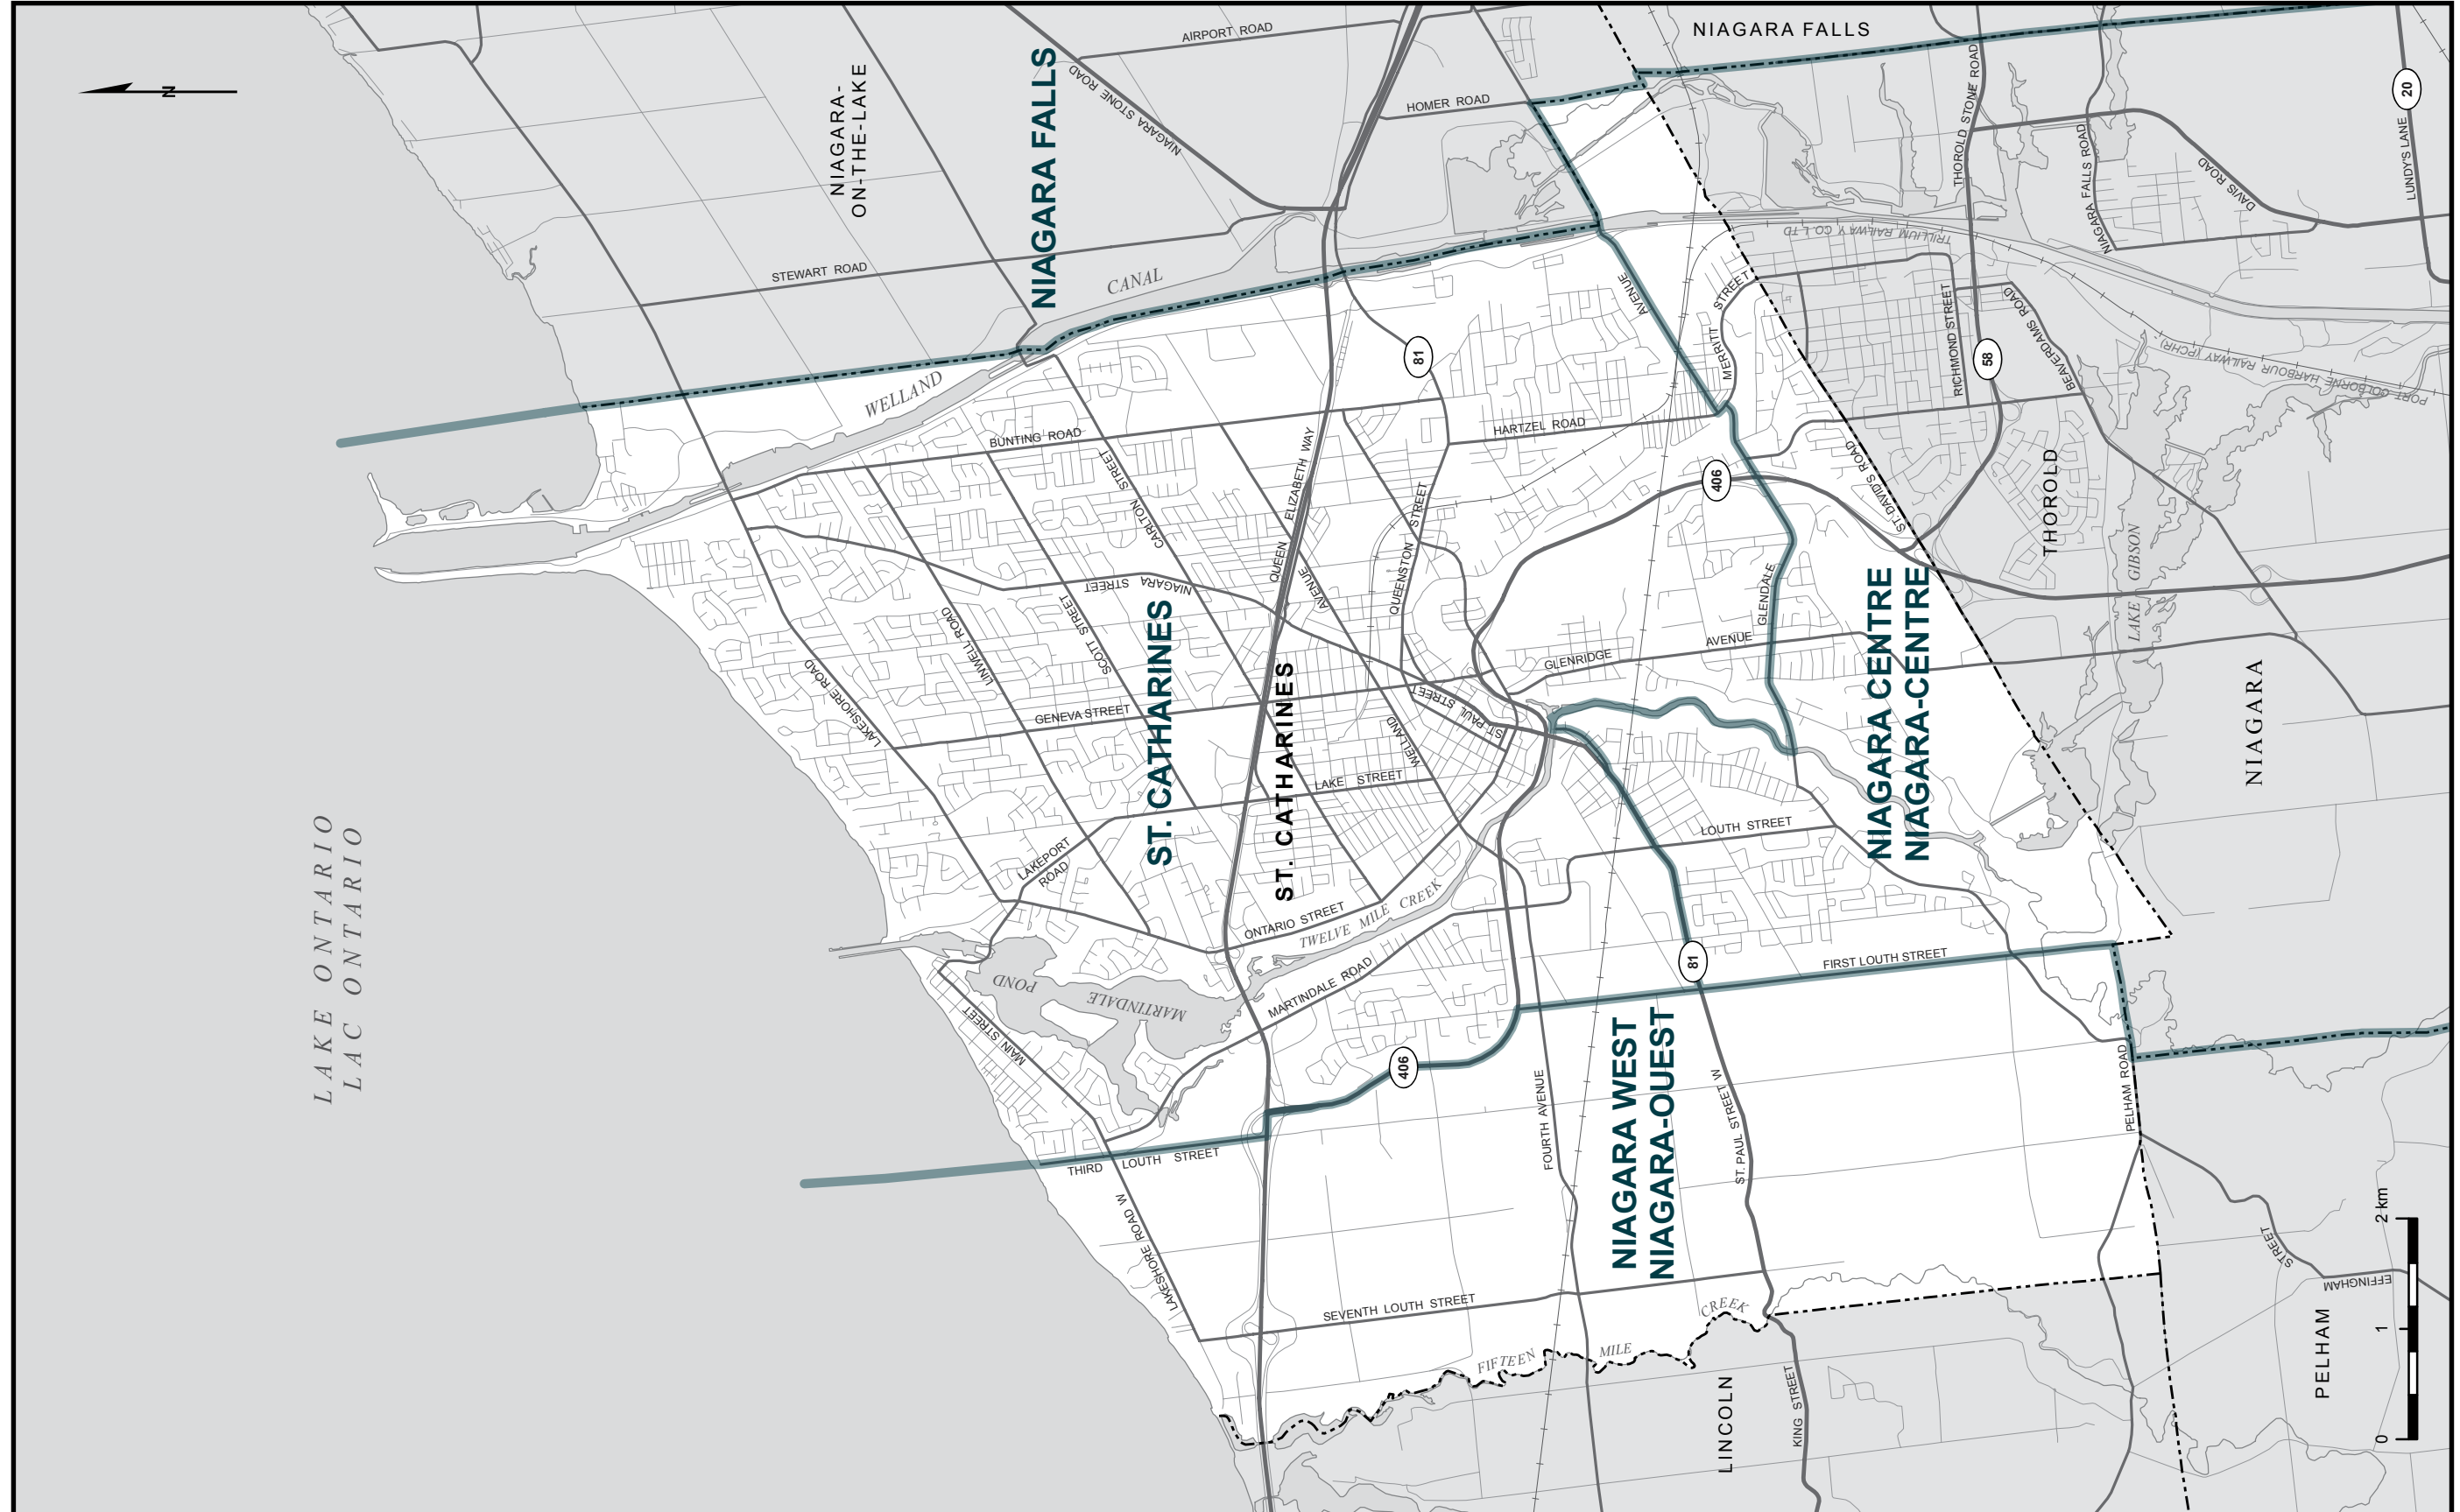 NIAGARA FALLS
AIRPORT ROAD
NIAGARA STONE ROAD
HOMER ROAD
NIAGARA-
ON-THE-LAKE
NIAGARA FALLS
STEWART ROAD
CANAL
WELLAND
THOROLD STONE ROAD
NIAGARA FALLS ROAD
DAVIS ROAD
20
LUNDY'S LANE
TRILLIUM RAILWAY CO LTD
PORT COLBORNE HARBOUR RAILWAY (PCHR)
RICHMOND STREET
BEAVERDAMS ROAD
58
AVENUE
MERRITT STREET
81
HARTZEL ROAD
BUNTING ROAD
CARLTON STREET
QUEEN ELIZABETH WAY
QUEENSTON STREET
406
ST. DAVID'S ROAD
THOROLD
LAKE GIBSON
NIAGARA STREET
LINWELL ROAD
SCOTT STREET
WELLAND AVENUE
GLENDALE
GLENRIDGE AVENUE
LAKESHORE ROAD
GENEVA STREET
ST. PAUL STREET
LAKE STREET
ST. CATHARINES
ST. CATHARINES
NIAGARA CENTRE
NIAGARA-CENTRE
NIAGARA
LAKE ONTARIO
LAC ONTARIO
LAKEPORT
ROAD
ONTARIO STREET
TWELVE MILE CREEK
LOUTH STREET
MARTINDALE POND
MARTINDALE ROAD
MAIN STREET
81
FIRST LOUTH STREET
406
FOURTH AVENUE
NIAGARA WEST
NIAGARA-OUEST
ST. PAUL STREET W
PELHAM ROAD
THIRD LOUTH STREET
LAKESHORE ROAD W
SEVENTH LOUTH STREET
FIFTEEN MILE CREEK
LINCOLN
KING STREET
EFFINGHAM STREET
PELHAM
0 1 2 km
N